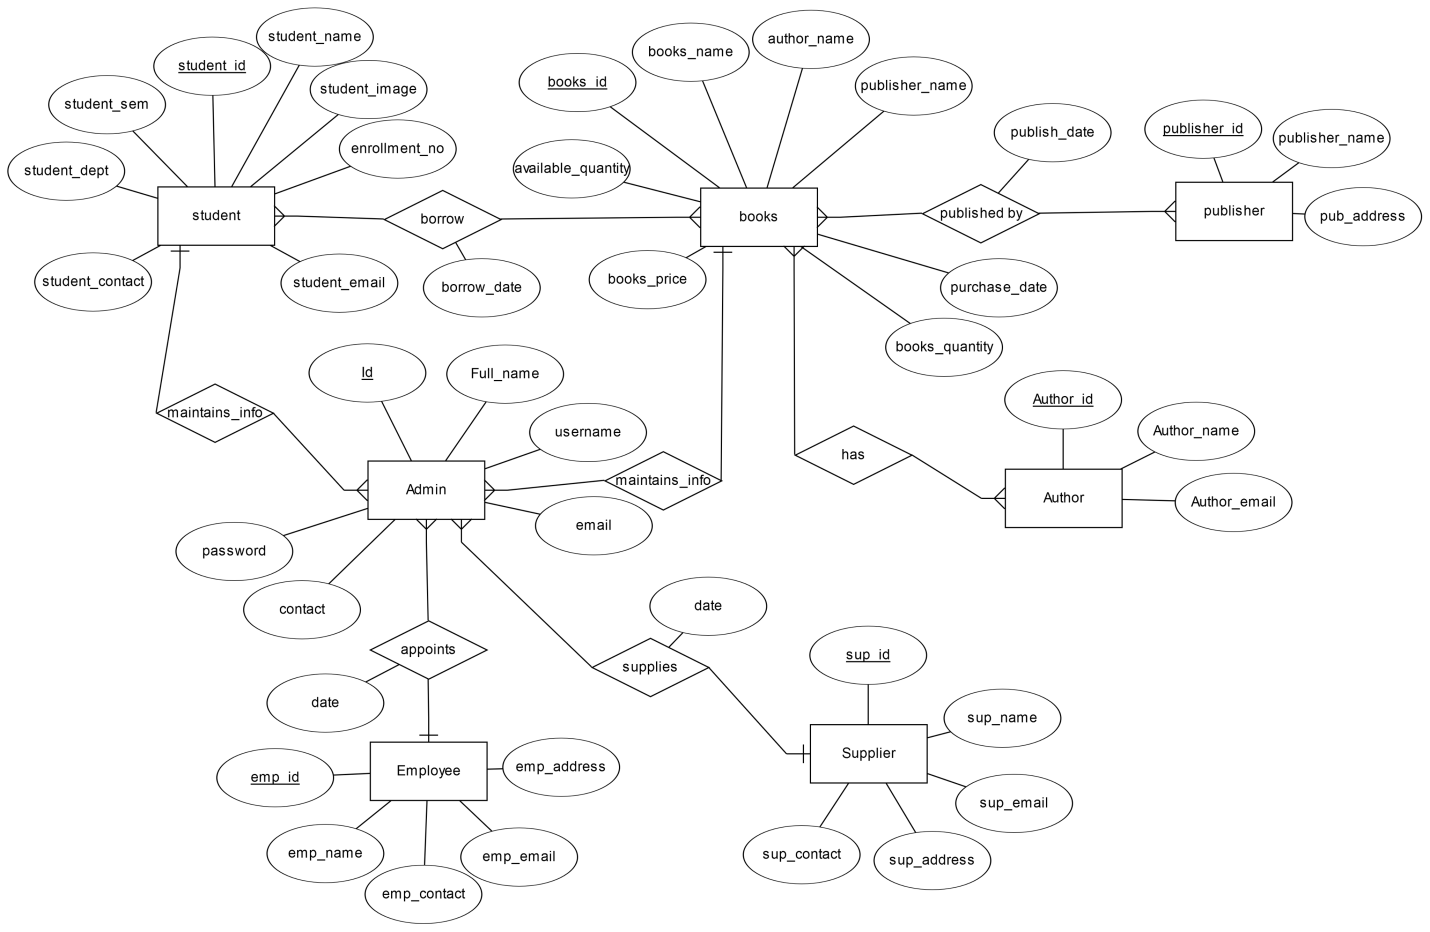 student_name
author_name
student_id
books_name
student_image
books_id
publisher_name
student_sem
publisher_id
publish_date
publisher_name
enrollment_no
student_dept
available_quantity
student
borrow
books
published by
publisher
pub_address
student_contact
student_email
borrow_date
books_price
purchase_date
books_quantity
Id
Full_name
Author_id
maintains_info
username
Author_name
has
Admin
maintains_info
Author
Author_email
email
password
contact
date
appoints
supplies
sup_id
date
sup_name
Employee
emp_address
Supplier
emp_id
sup_email
emp_name
emp_email
sup_contact
sup_address
emp_contact